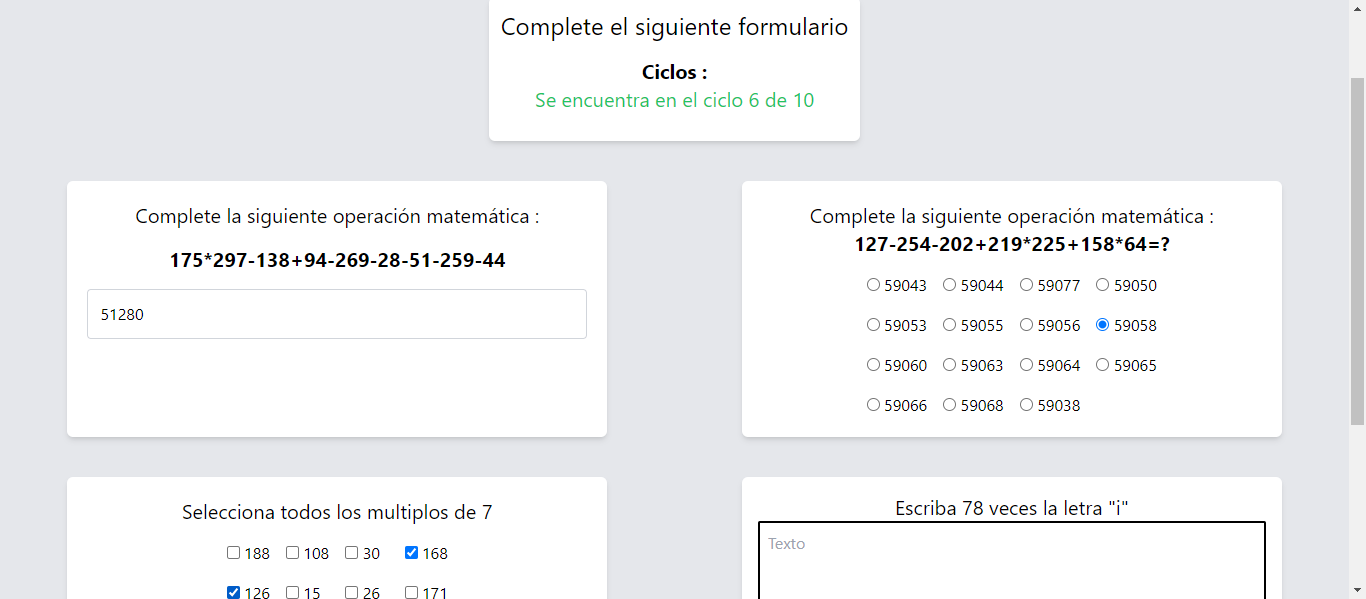 Complete el siguiente formulario
Ciclos :
Se encuentra en el ciclo 6 de 10
Complete la siguiente operación matemática :
175*297-138+94-269-28-51-259-44
51280
Complete la siguiente operación matemática :
127-254-202+219*225+158*64=?
59043 59044 59077 59050
59053 59055 59056 59058
59060 59063 59064 59065
59066 59068 59038
Selecciona todos los multiplos de 7
188 108 30 168
126 15 26 171
Escriba 78 veces la letra "i"
Texto